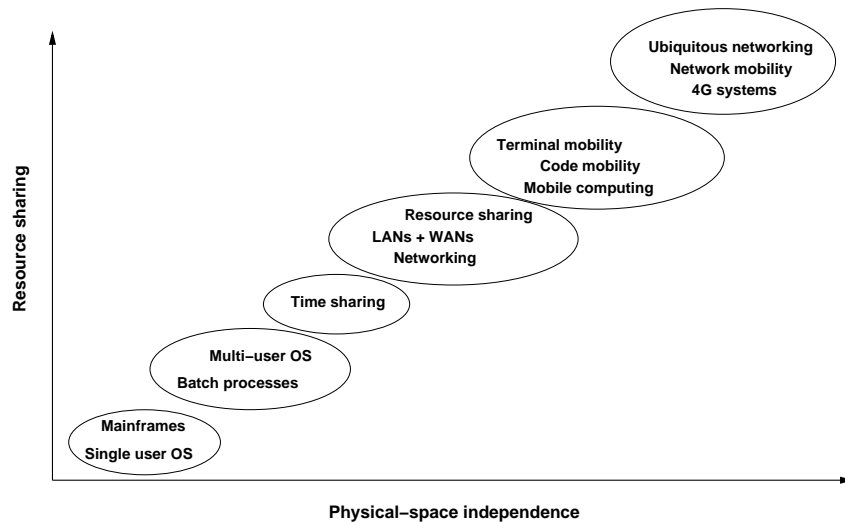 Ubiquitous networking
Network mobility
4G systems
Terminal mobility
Code mobility
Mobile computing
Resource sharing
LANs + WANs
Networking
Time sharing
Multi−user OS
Batch processes
Mainframes
Single user OS
Resource sharing
Physical−space independence